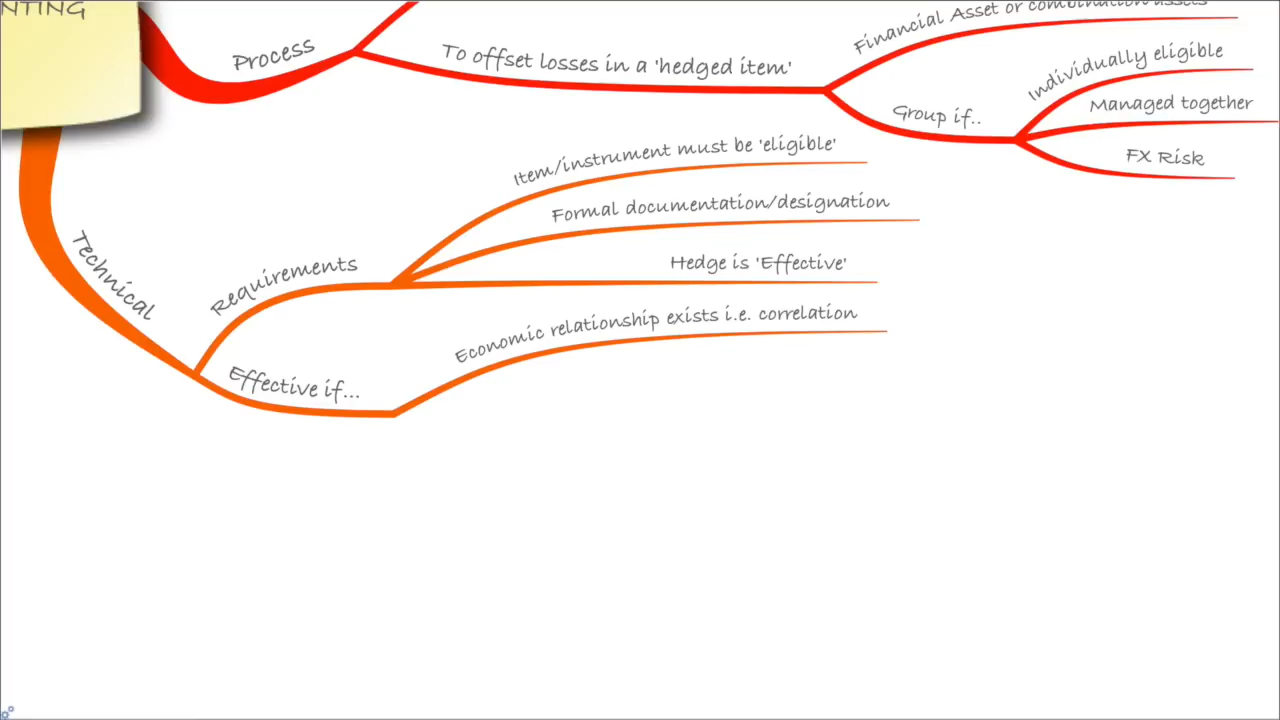 NTING
Process
To offset losses in a 'hedged item'
Financial Asset or combination assets
Group if..
Individually eligible
Managed together
FX Risk
Technical
Requirements
Item/instrument must be 'eligible'
Formal documentation/designation
Hedge is 'Effective'
Effective if...
Economic relationship exists i.e. correlation